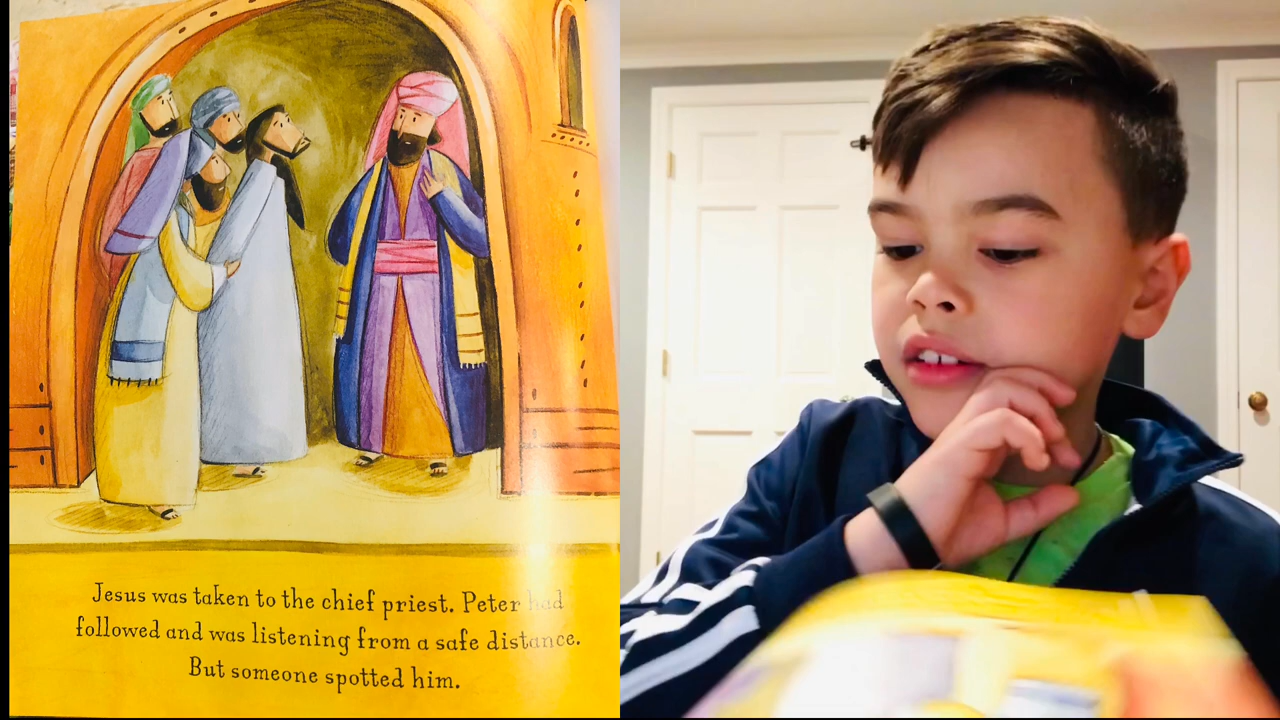 Jesus was taken to the chief priest. Peter had
followed and was listening from a safe distance.
But someone spotted him.